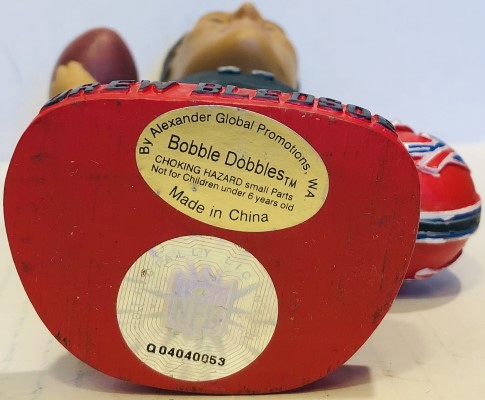 DREW BLEDSOE
By Alexander Global Promotions, WA
Bobble Dobbles™
CHOKING HAZARD small Parts
Not for Children under 6 years old
Made in China
NFL
Q04040053